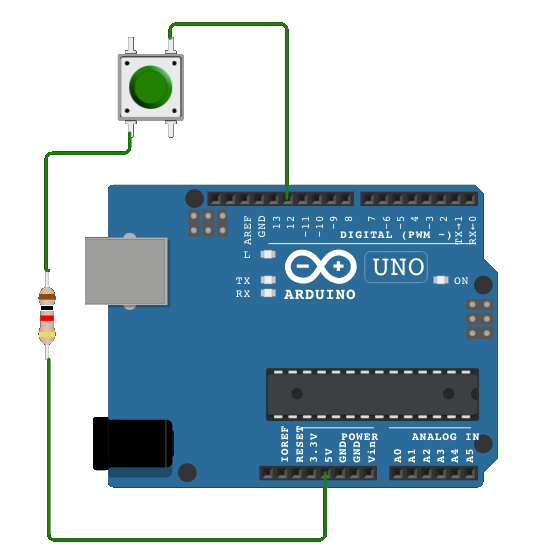 AREF
GND
13
12
~11
~10
~9
8
7
~6
~5
4
~3
2
TX→1
RX←0
DIGITAL (PWM ~)
L
TX
RX
ARDUINO
UNO
ON
IOREF
RESET
3.3V
5V
GND
GND
Vin
POWER
ANALOG IN
A0
A1
A2
A3
A4
A5